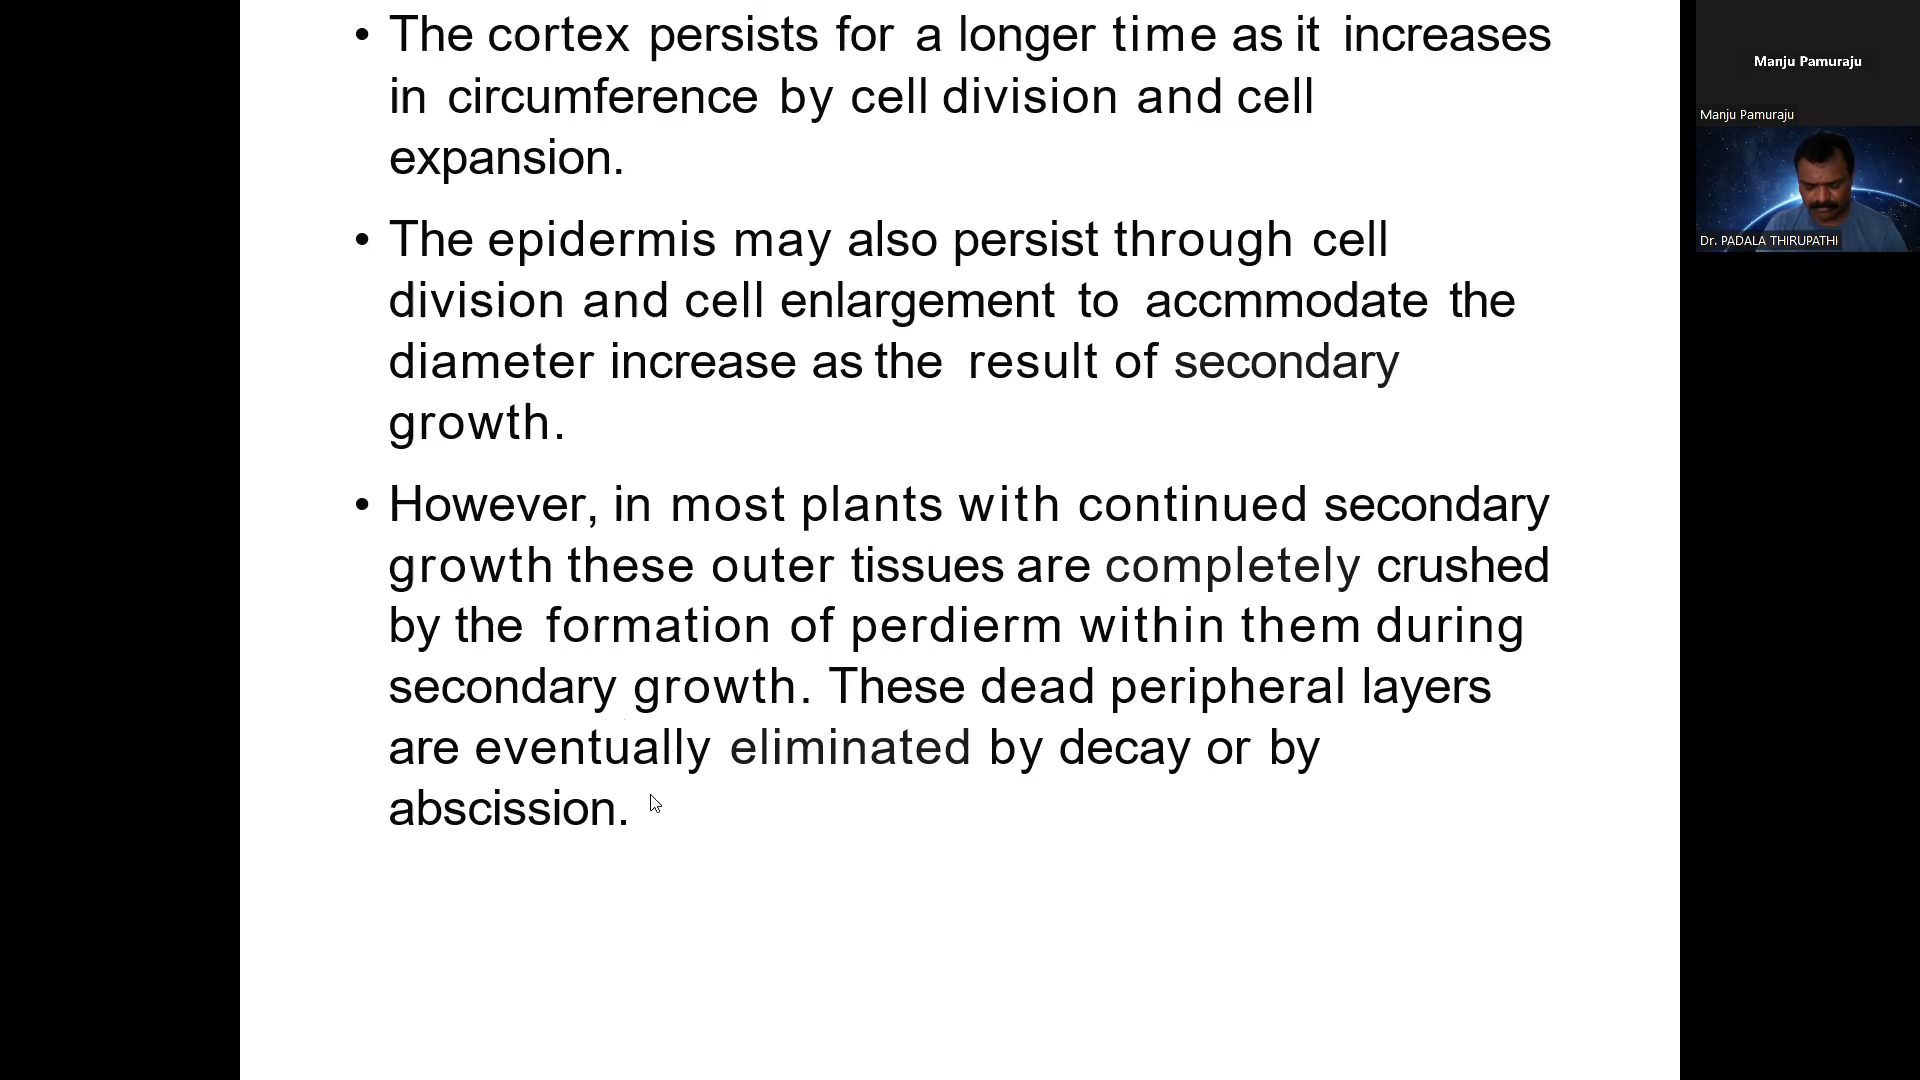 • The cortex persists for a longer time as it increases
in circumference by cell division and cell
expansion.
• The epidermis may also persist through cell
division and cell enlargement to accmmodate the
diameter increase as the result of secondary
growth.
• However, in most plants with continued secondary
growth these outer tissues are completely crushed
by the formation of perdierm within them during
secondary growth. These dead peripheral layers
are eventually eliminated by decay or by
abscission.
Manju Pamuraju
Manju Pamuraju
Dr. PADALA THIRUPATHI